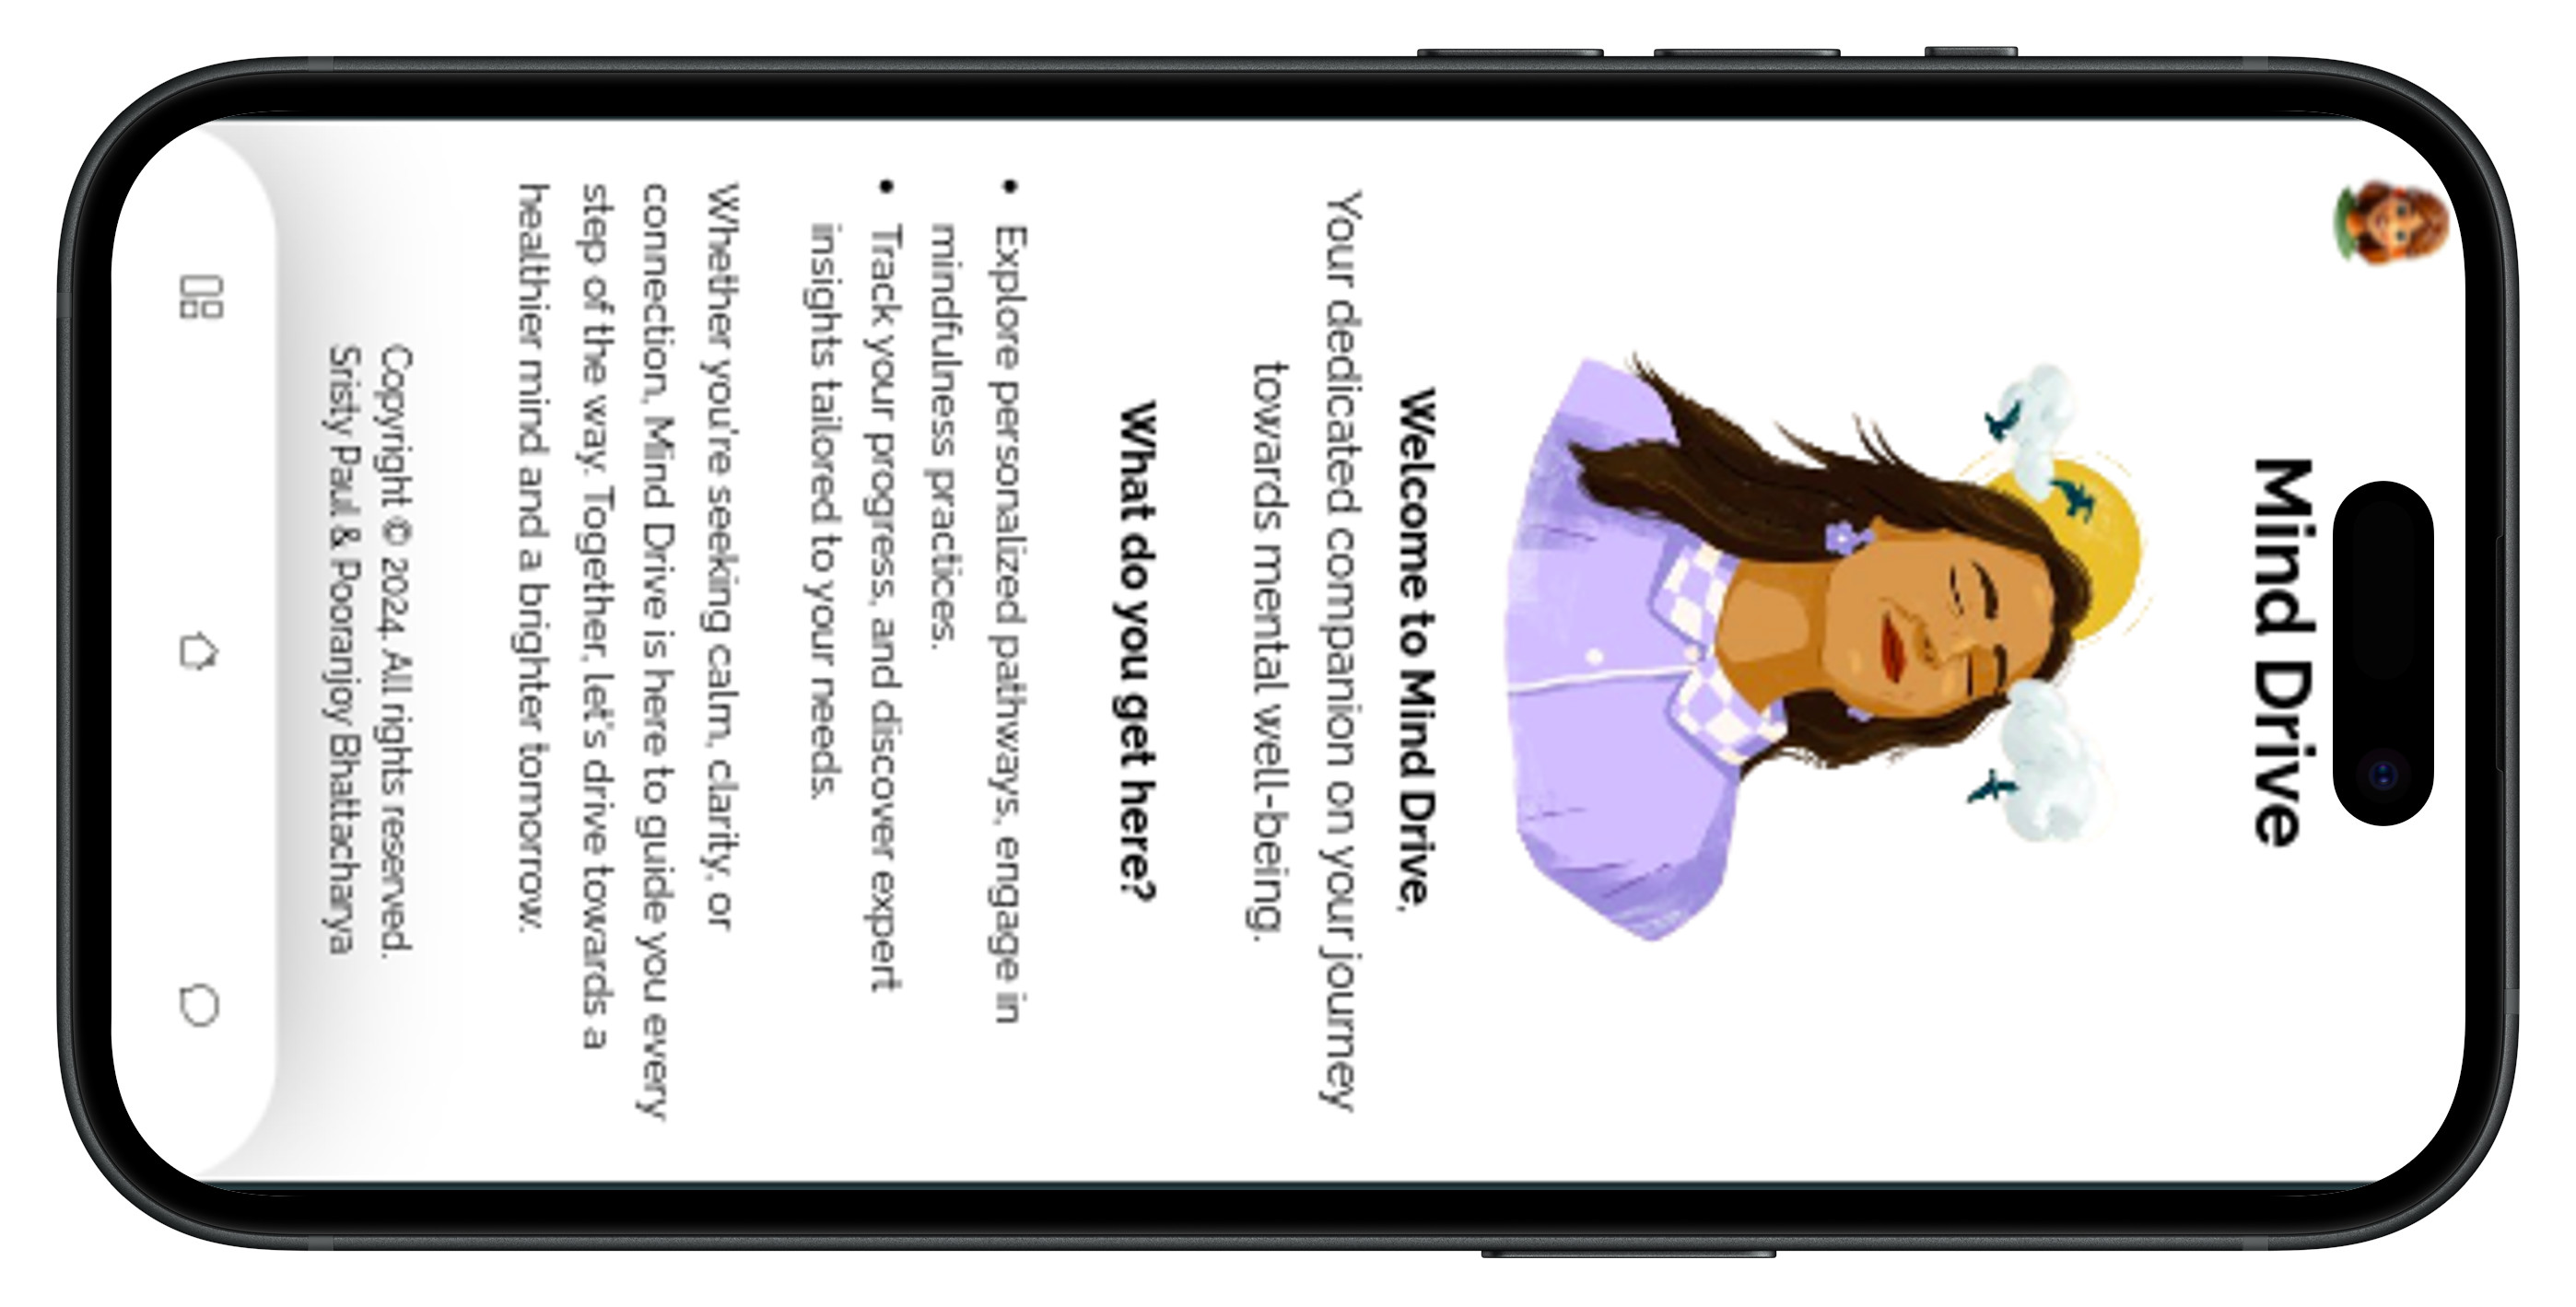 Mind Drive
Welcome to Mind Drive,
Your dedicated companion on your journey
towards mental well-being.
What do you get here?
• Explore personalized pathways, engage in
mindfulness practices.
• Track your progress, and discover expert
insights tailored to your needs.
Whether you're seeking calm, clarity, or
connection, Mind Drive is here to guide you every
step of the way. Together, let's drive towards a
healthier mind and a brighter tomorrow.
Copyright © 2024. All rights reserved.
Sristy Paul & Pooranjoy Bhattacharya